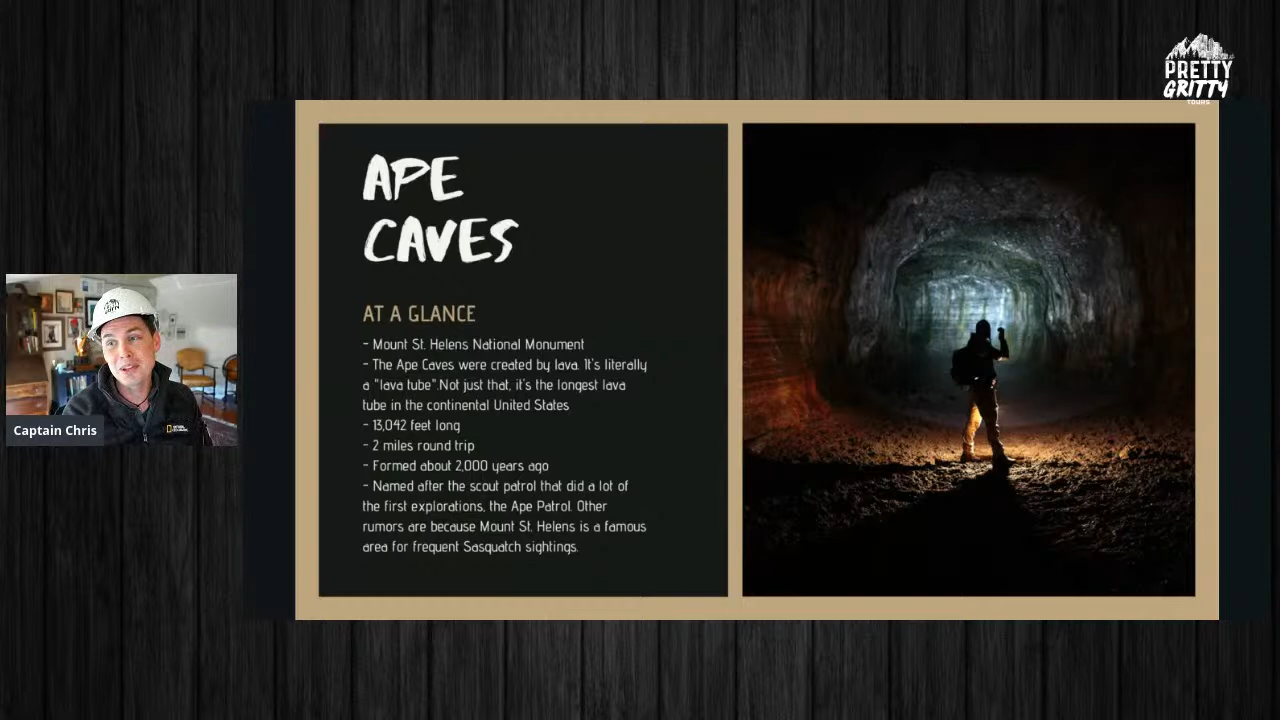 PRETTY
GRITTY
TOURS
APE
CAVES
AT A GLANCE
- Mount St. Helens National Monument
- The Ape Caves were created by lava. It's literally
a "lava tube".Not just that, it's the longest lava
tube in the continental United States
- 13,042 feet long
- 2 miles round trip
- Formed about 2,000 years ago
- Named after the scout patrol that did a lot of
the first explorations, the Ape Patrol. Other
rumors are because Mount St. Helens is a famous
area for frequent Sasquatch sightings.
Captain Chris